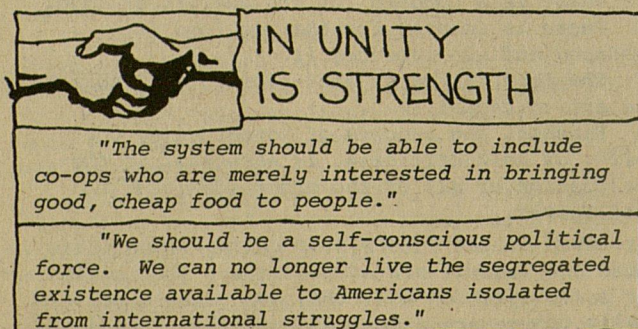 IN UNITY
IS STRENGTH
"The system should be able to include
co-ops who are merely interested in bringing
good, cheap food to people."
"We should be a self-conscious political
force. We can no longer live the segregated
existence available to Americans isolated
from international struggles."